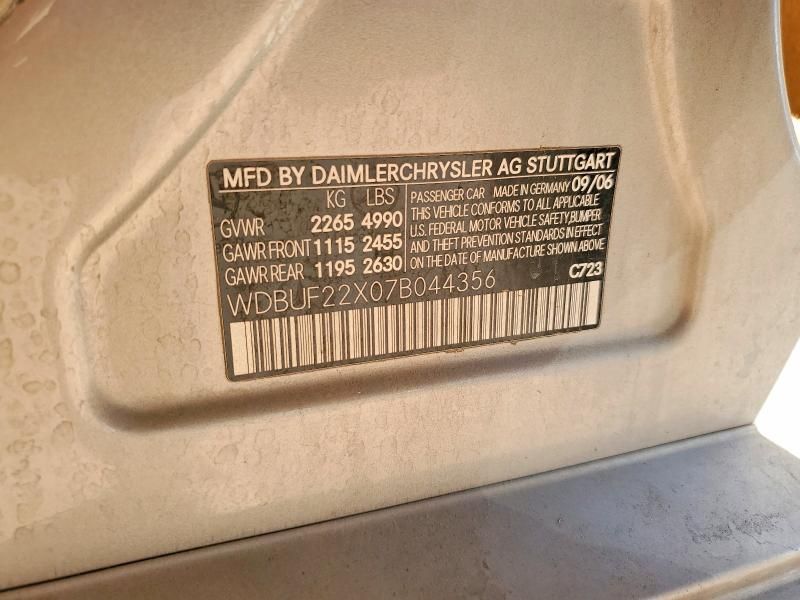 MFD BY DAIMLERCHRYSLER AG STUTTGART
KG LBS
GVWR 2265 4990
GAWR FRONT 1115 2455
GAWR REAR 1195 2630
PASSENGER CAR MADE IN GERMANY 09/06
THIS VEHICLE CONFORMS TO ALL APPLICABLE
U.S. FEDERAL MOTOR VEHICLE SAFETY, BUMPER,
AND THEFT PREVENTION STANDARDS IN EFFECT
ON THE DATE OF MANUFACTURE SHOWN ABOVE
C723
WDBUF22X07B044356